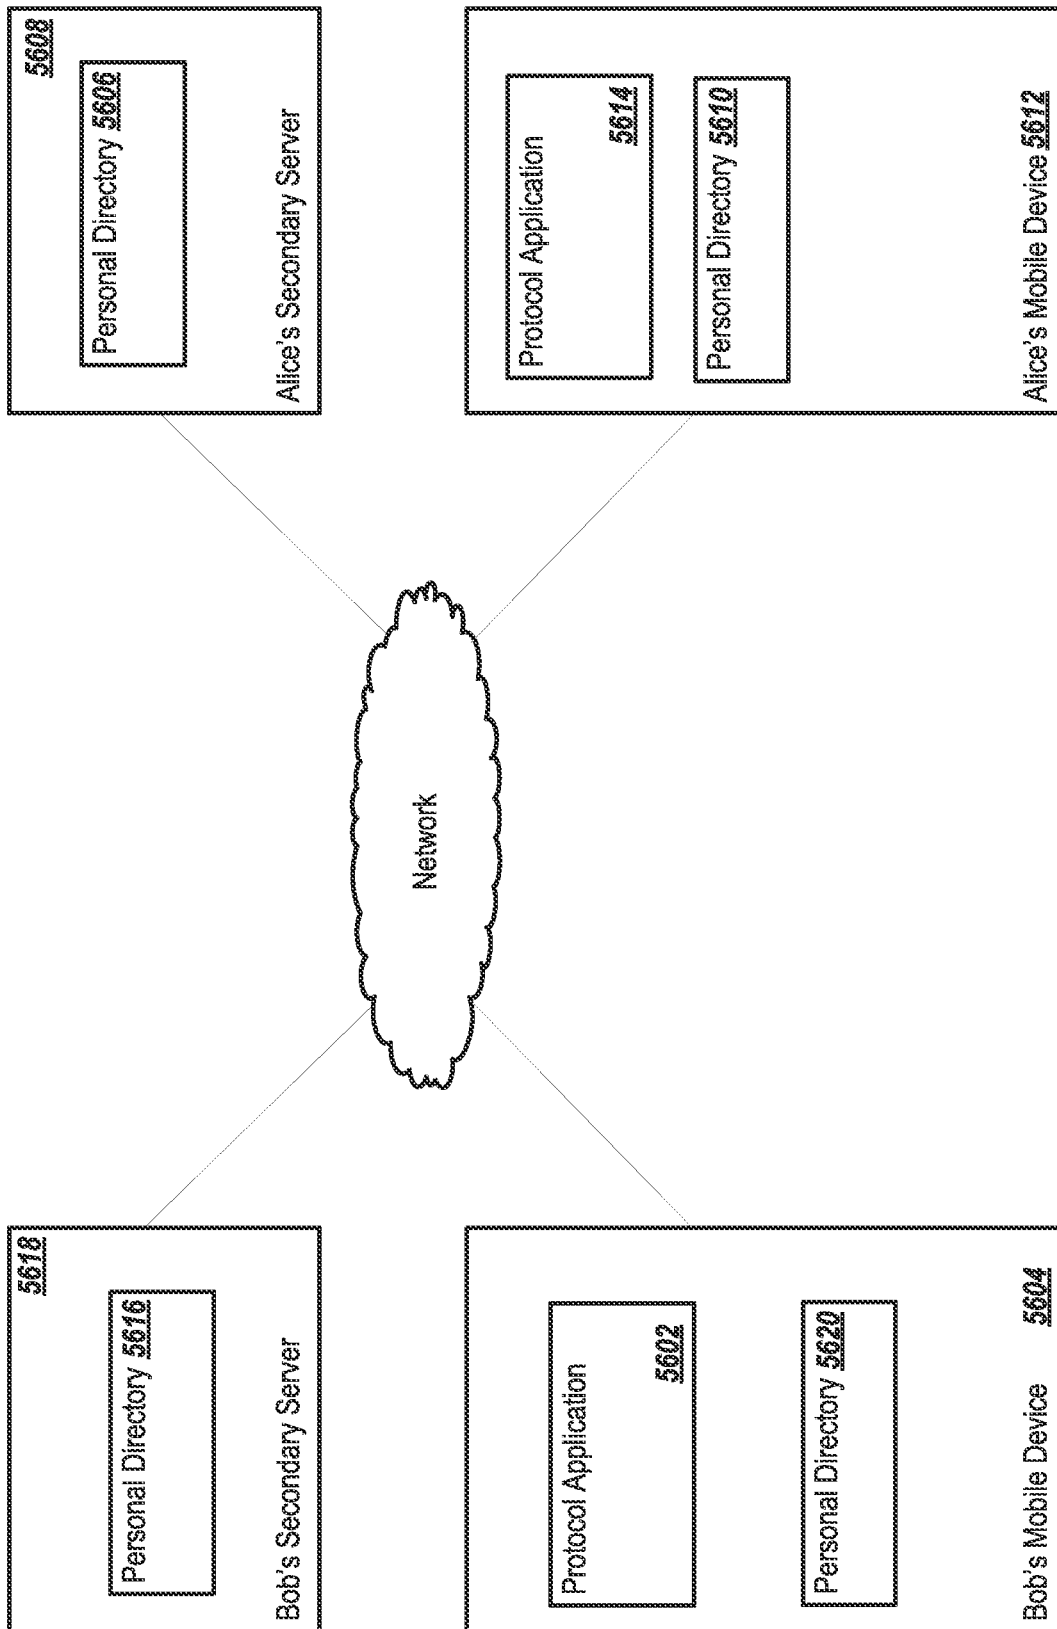 5618
Personal Directory 5616
Bob's Secondary Server
5608
Personal Directory 5606
Alice's Secondary Server
Network
Protocol Application
5602
Personal Directory 5620
Bob's Mobile Device 5604
Protocol Application
5614
Personal Directory 5610
Alice's Mobile Device 5612